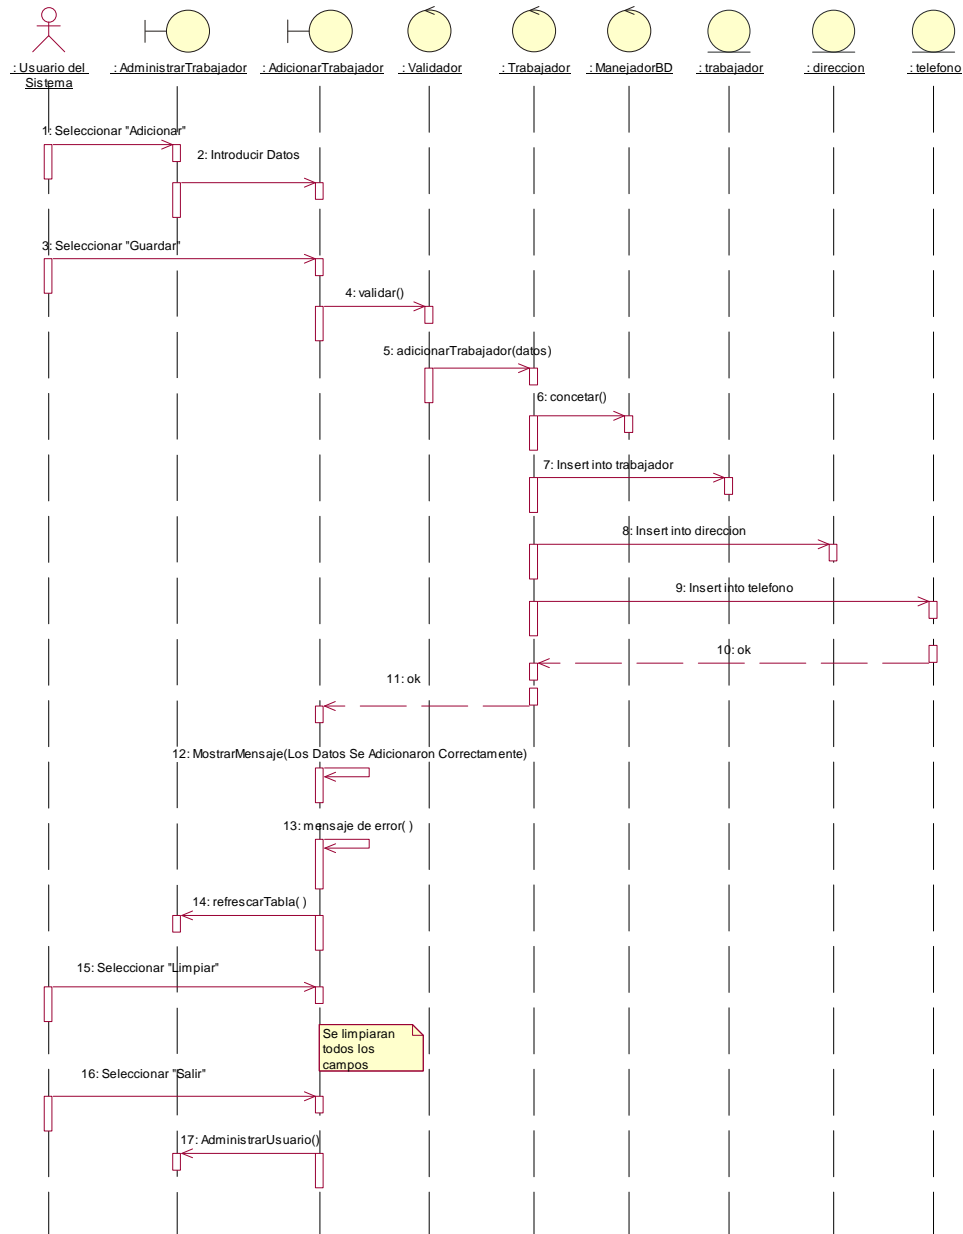 : Usuario del
Sistema
: AdministrarTrabajador
: AdicionarTrabajador
: Validador
: Trabajador
: ManejadorBD
: trabajador
: direccion
: telefono
1: Seleccionar "Adicionar"
2: Introducir Datos
3: Seleccionar "Guardar"
4: validar()
5: adicionarTrabajador(datos)
6: concetar()
7: Insert into trabajador
8: Insert into direccion
9: Insert into telefono
10: ok
11: ok
12: MostrarMensaje(Los Datos Se Adicionaron Correctamente)
13: mensaje de error( )
14: refrescarTabla( )
15: Seleccionar "Limpiar"
Se limpiaran
todos los
campos
16: Seleccionar "Salir"
17: AdministrarUsuario()